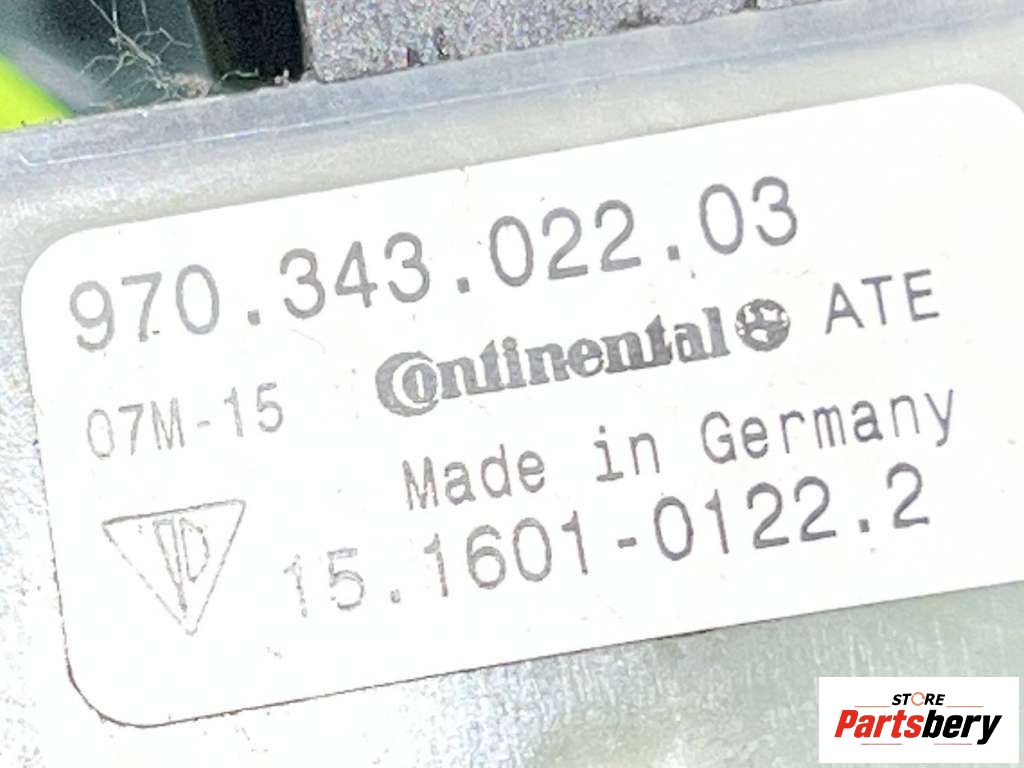 970.343.022.03
Continental ATE
07M-15
Made in Germany
15.1601-0122.2
STORE
Partsbery